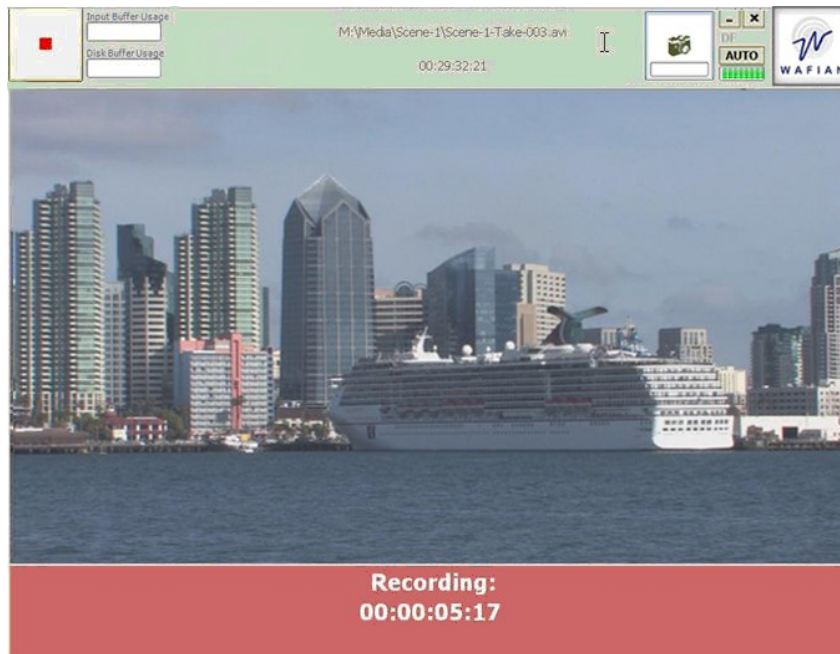 Input Buffer Usage
Disk Buffer Usage
M:\Media\Scene-1\Scene-1-Take-003.avi
00:29:32:21
DF
AUTO
WAFIAN
Recording:
00:00:05:17